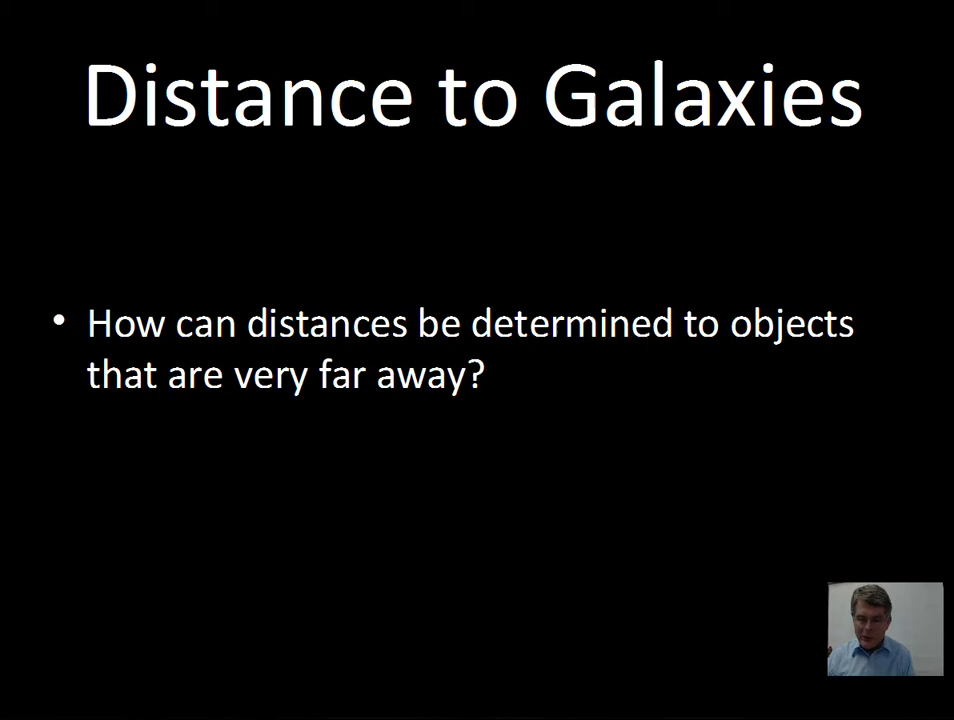 Distance to Galaxies
• How can distances be determined to objects
that are very far away?